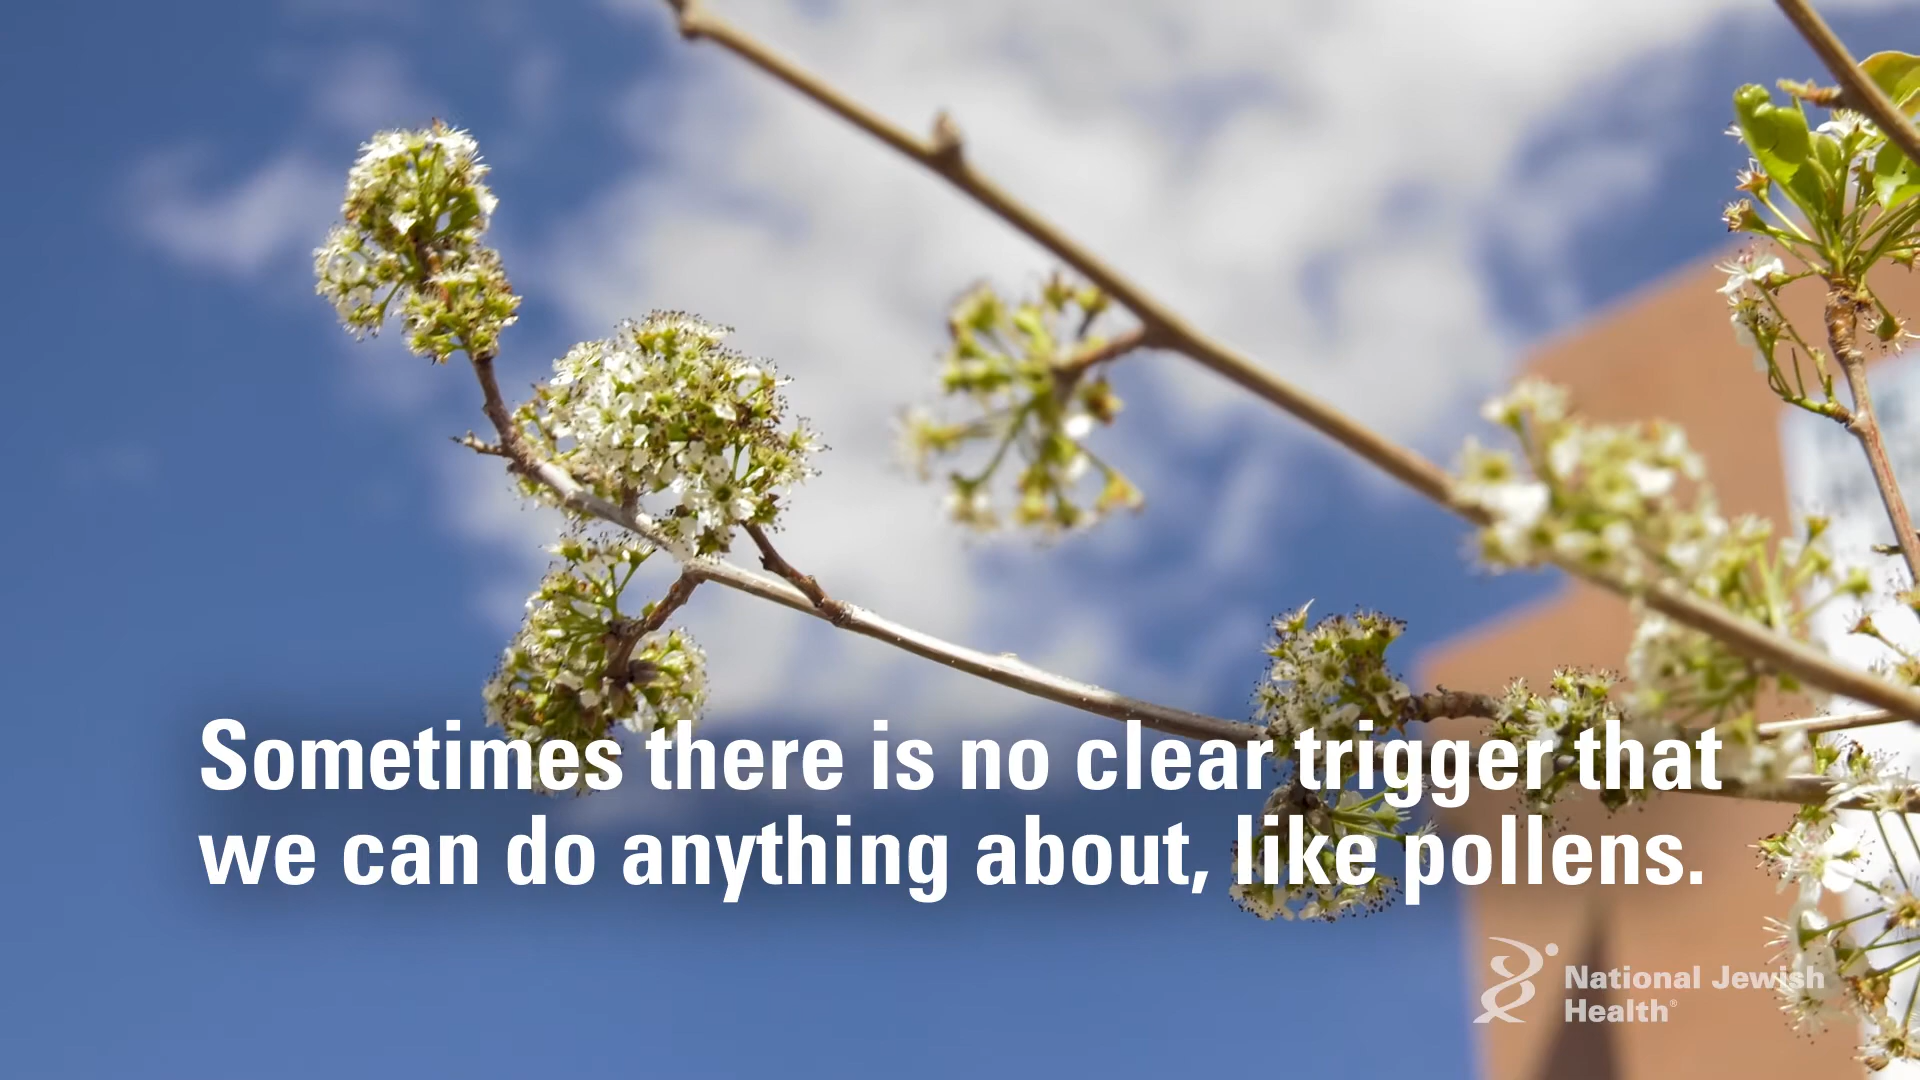 Sometimes there is no clear trigger that
we can do anything about, like pollens.
National Jewish
Health®